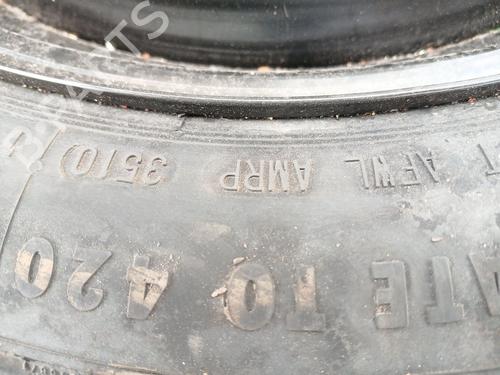 ATE TO 420
T AFWL AMRP 3510